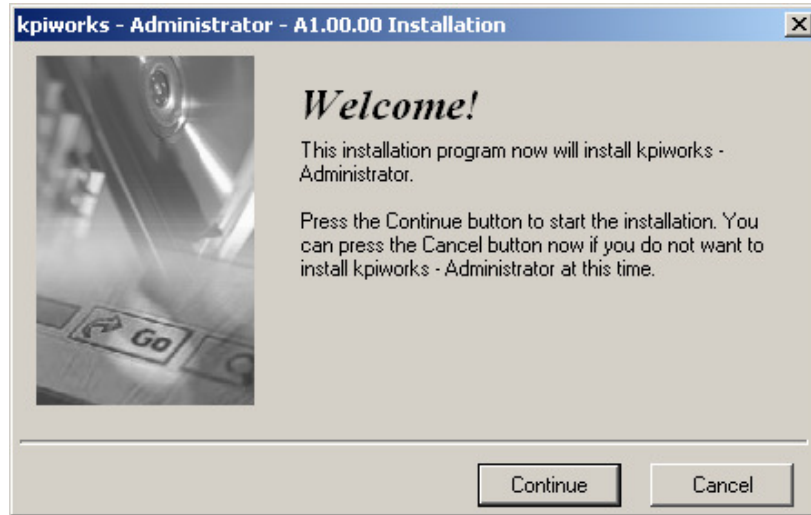 kpiworks - Administrator - A1.00.00 Installation
Welcome!
This installation program now will install kpiworks -
Administrator.
Press the Continue button to start the installation. You
can press the Cancel button now if you do not want to
install kpiworks - Administrator at this time.
Go
Continue
Cancel